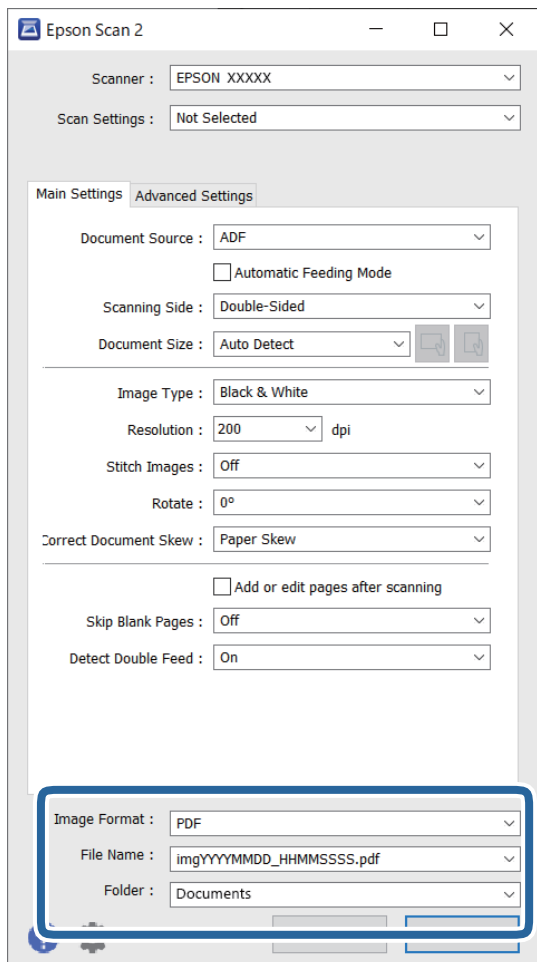 Epson Scan 2
Scanner : EPSON XXXXX
Scan Settings : Not Selected
Main Settings Advanced Settings
Document Source : ADF
Automatic Feeding Mode
Scanning Side : Double-Sided
Document Size : Auto Detect
Image Type : Black & White
Resolution : 200 dpi
Stitch Images : Off
Rotate : 0°
Correct Document Skew : Paper Skew
Add or edit pages after scanning
Skip Blank Pages : Off
Detect Double Feed : On
Image Format : PDF
File Name : imgYYYYMMDD_HHMMSSSS.pdf
Folder : Documents